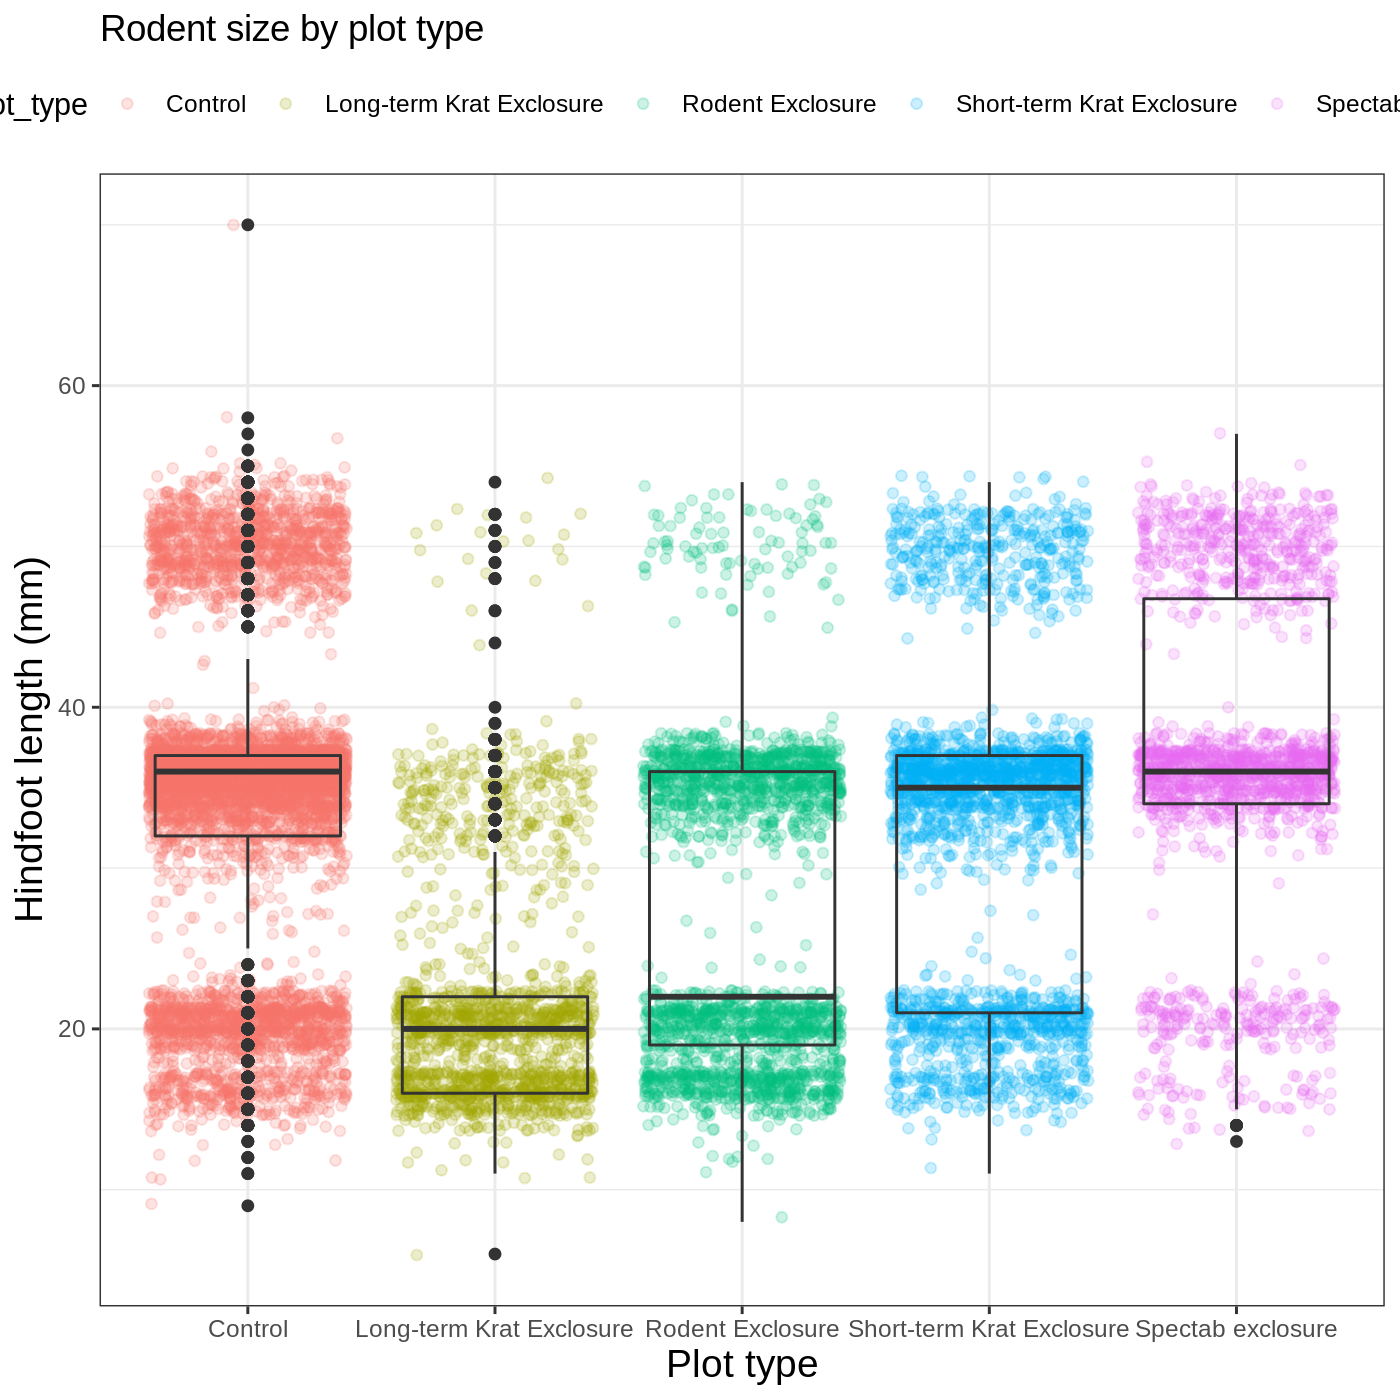 Rodent size by plot type
ot_type Control Long-term Krat Exclosure Rodent Exclosure Short-term Krat Exclosure Spectab
Hindfoot length (mm)
60
40
20
Control Long-term Krat Exclosure Rodent Exclosure Short-term Krat Exclosure Spectab exclosure
Plot type